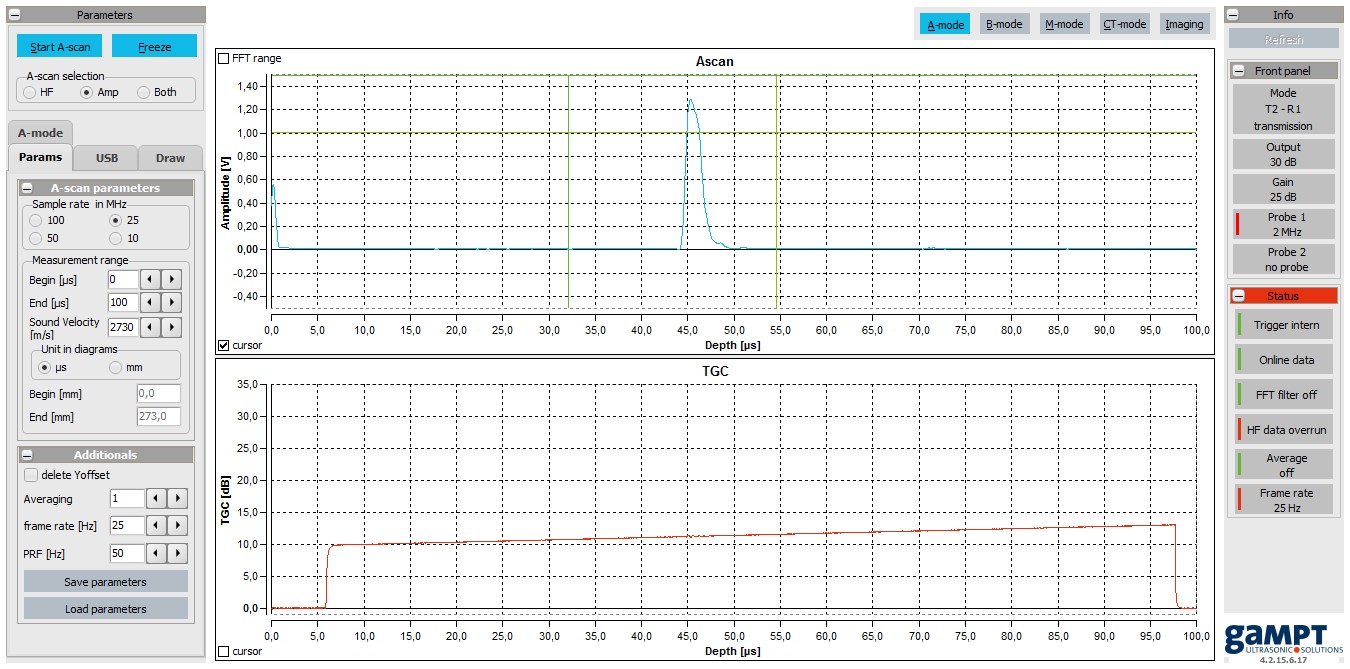 Parameters
Start A-scan Freeze
A-scan selection
HF Amp Both
A-mode
Params USB Draw
A-scan parameters
Sample rate in MHz
100 25
50 10
Measurement range
Begin [µs] 0
End [µs] 100
Sound Velocity
[m/s] 2730
Unit in diagrams
µs mm
Begin [mm] 0,0
End [mm] 273,0
Additionals
delete Yoffset
Averaging 1
frame rate [Hz] 25
PRF [Hz] 50
Save parameters
Load parameters
A-mode B-mode M-mode CT-mode Imaging
FFT range
Ascan
Amplitude [V]
1,40
1,20
1,00
0,80
0,60
0,40
0,20
0,00
-0,20
-0,40
0,0 5,0 10,0 15,0 20,0 25,0 30,0 35,0 40,0 45,0 50,0 55,0 60,0 65,0 70,0 75,0 80,0 85,0 90,0 95,0 100,0
cursor
Depth [µs]
TGC
TGC [dB]
35,0
30,0
25,0
20,0
15,0
10,0
5,0
0,0
0,0 5,0 10,0 15,0 20,0 25,0 30,0 35,0 40,0 45,0 50,0 55,0 60,0 65,0 70,0 75,0 80,0 85,0 90,0 95,0 100,0
cursor
Depth [µs]
Info
Refresh
Front panel
Mode
T2 - R1
transmission
Output
30 dB
Gain
25 dB
Probe 1
2 MHz
Probe 2
no probe
Status
Trigger intern
Online data
FFT filter off
HF data overrun
Average
off
Frame rate
25 Hz
gAMPT
ULTRASONIC SOLUTIONS
4.2.15.6.17